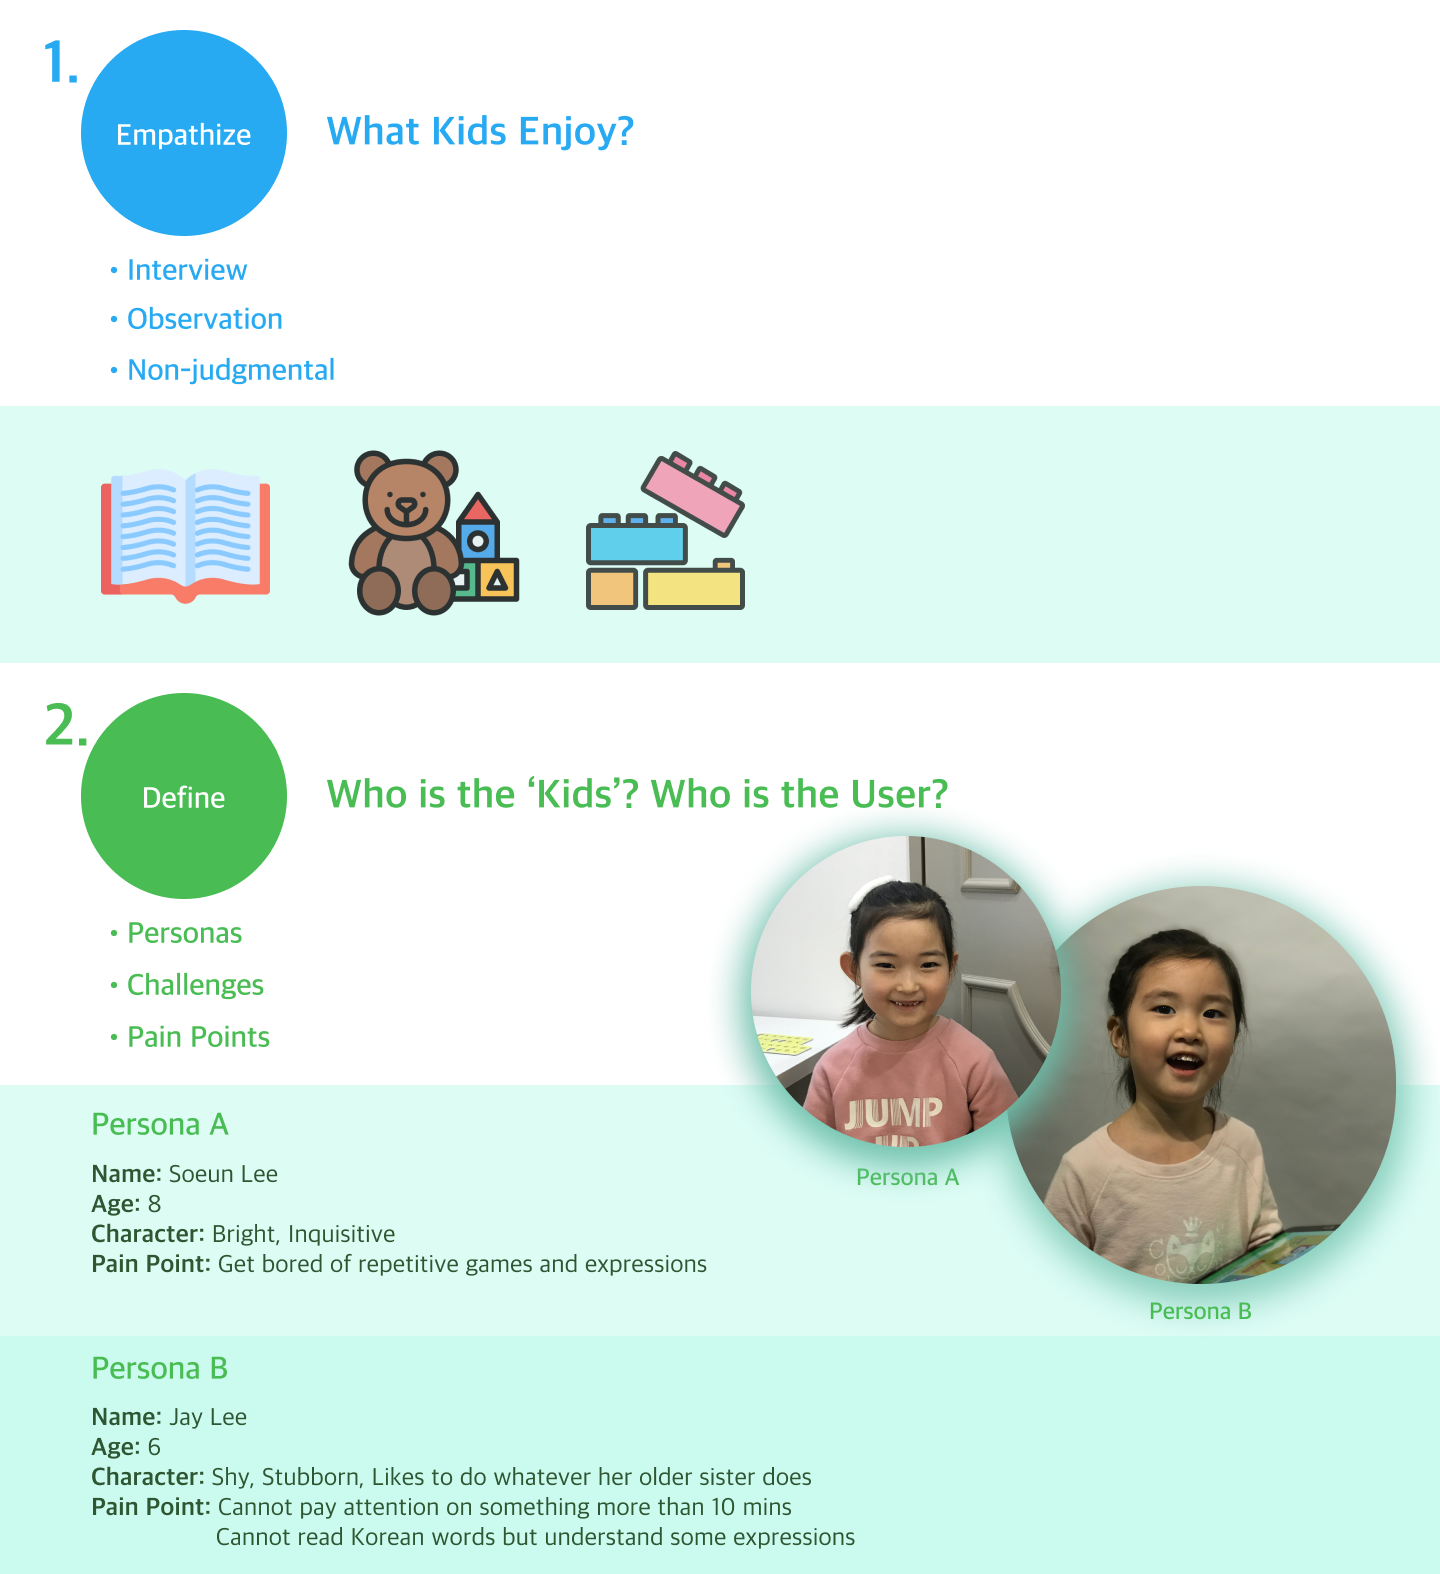 1.
Empathize
What Kids Enjoy?
• Interview
• Observation
• Non-judgmental
2.
Define
Who is the ‘Kids’? Who is the User?
• Personas
• Challenges
• Pain Points
JUMP
UP
Persona A
Persona B
Persona A
Name: Soeun Lee
Age: 8
Character: Bright, Inquisitive
Pain Point: Get bored of repetitive games and expressions
Persona B
Name: Jay Lee
Age: 6
Character: Shy, Stubborn, Likes to do whatever her older sister does
Pain Point: Cannot pay attention on something more than 10 mins
Cannot read Korean words but understand some expressions